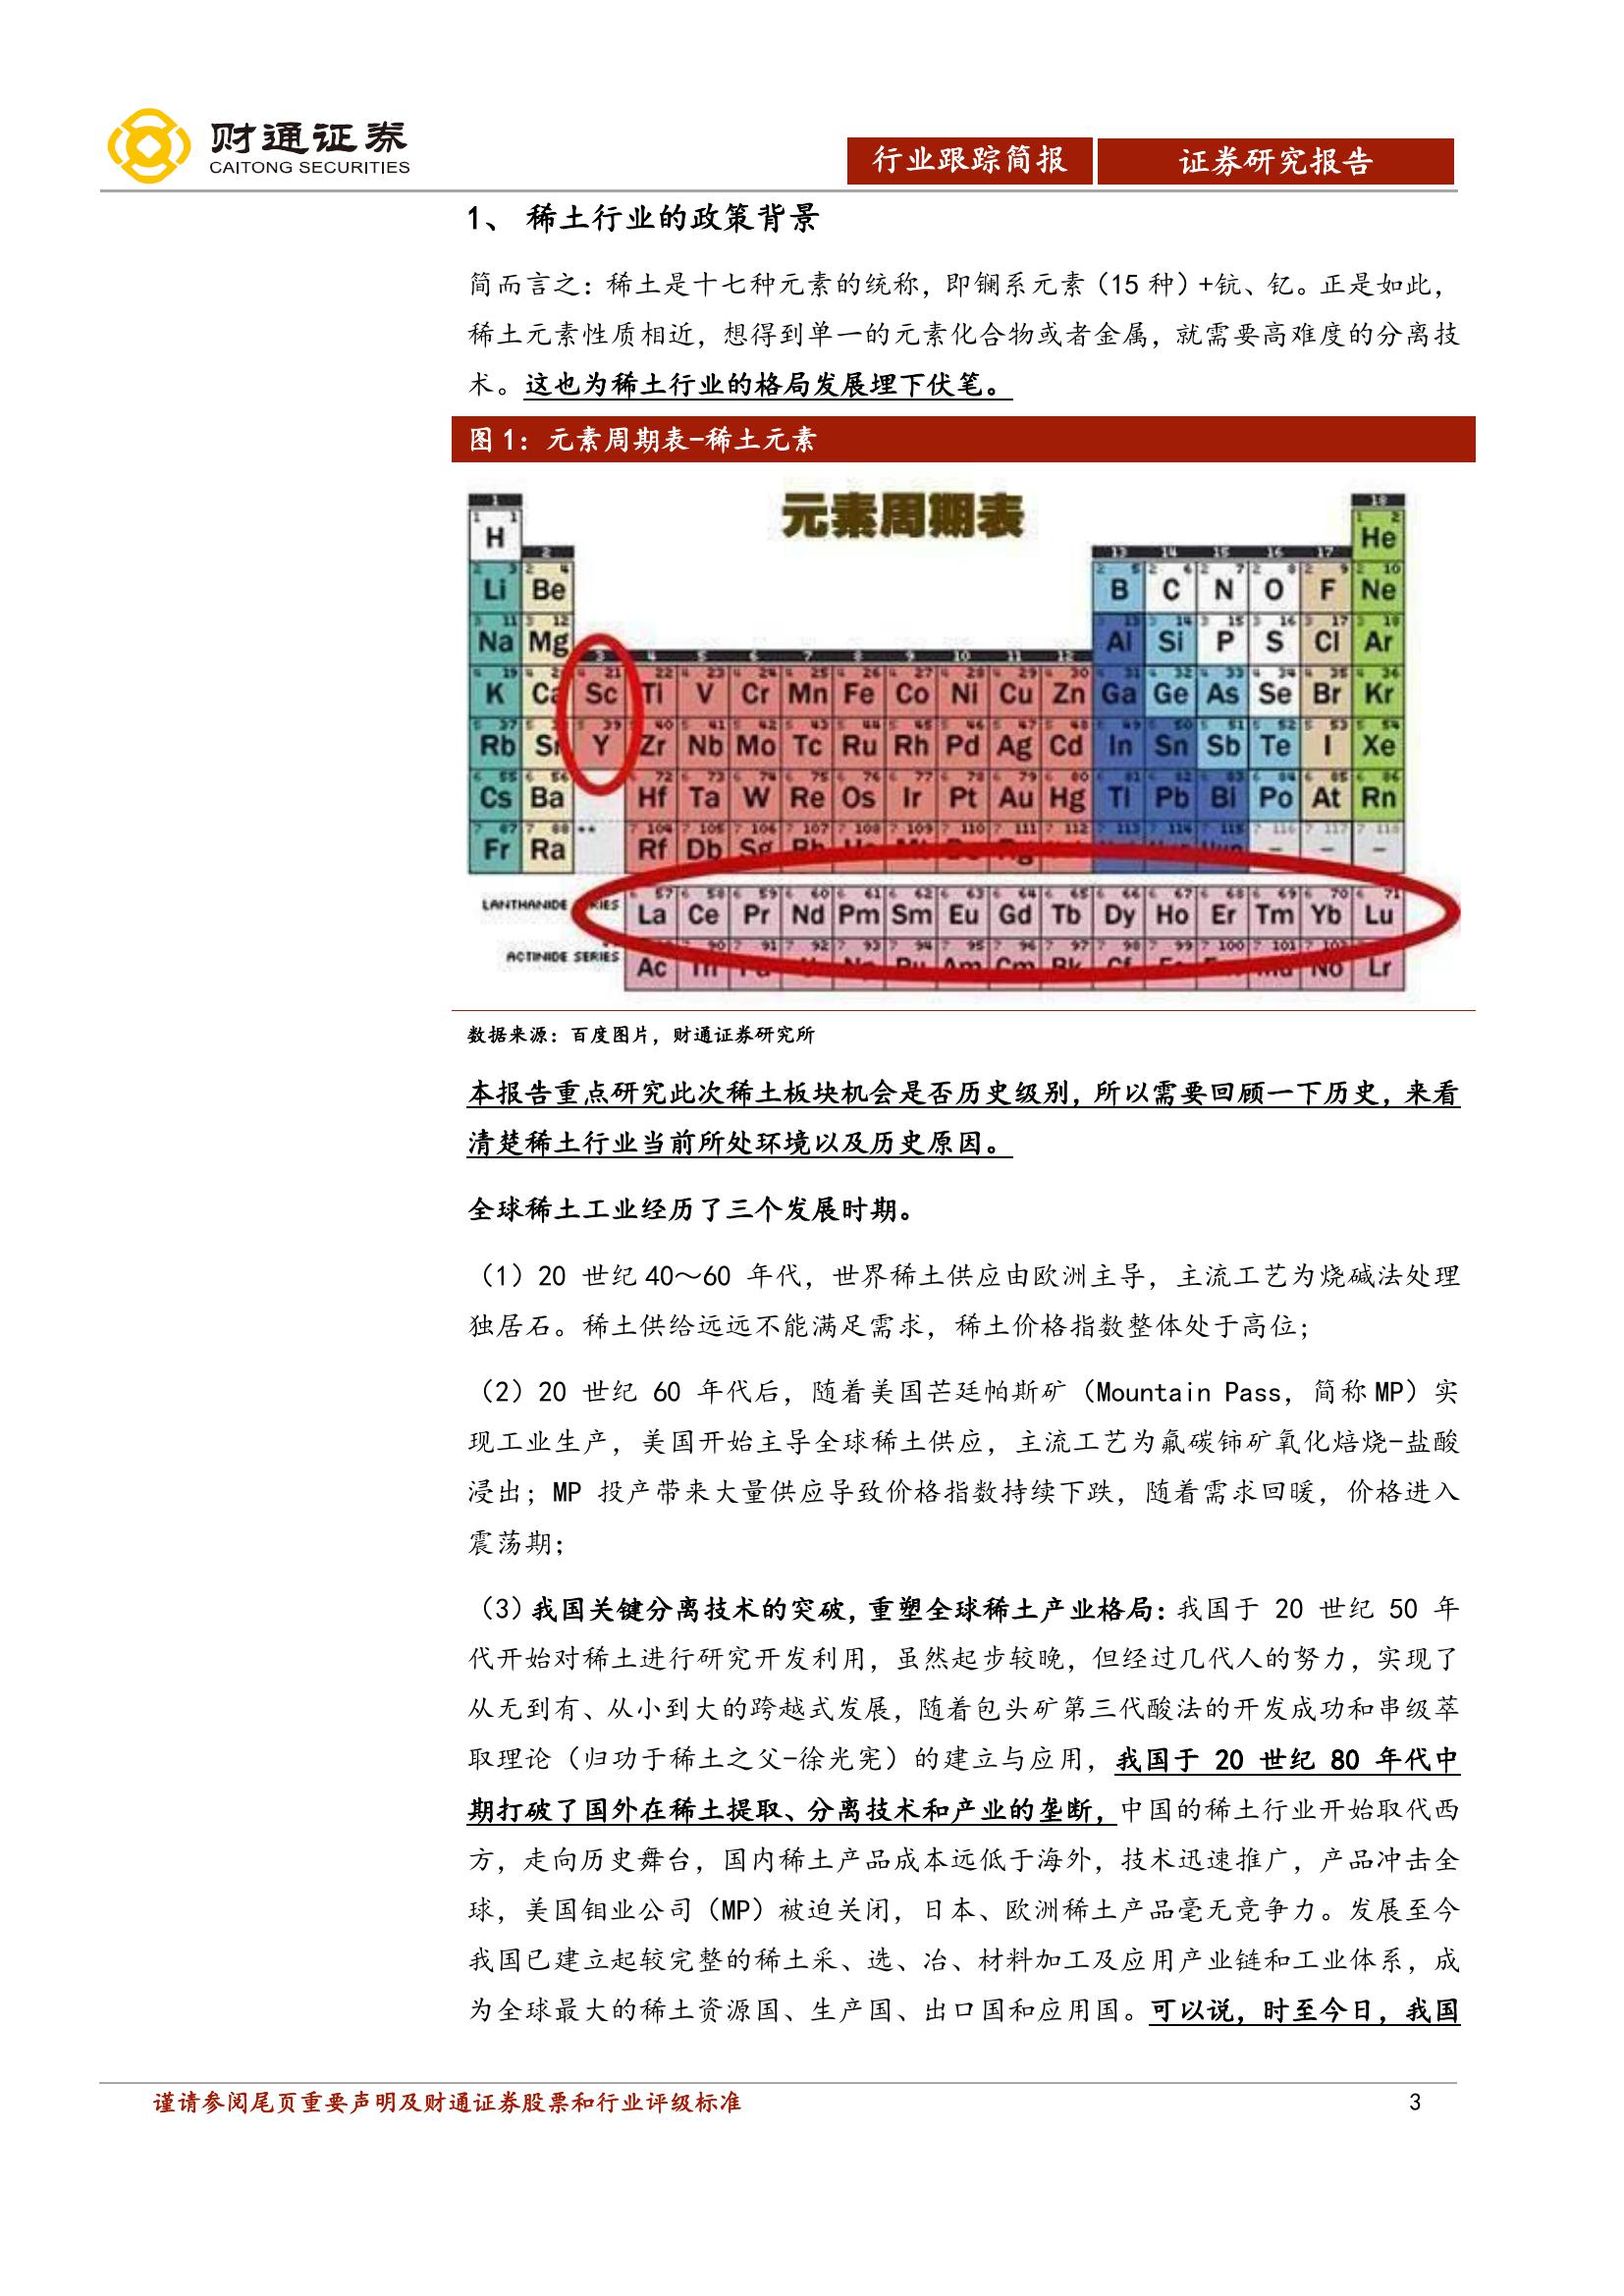 财通证券
CAITONG SECURITIES
行业跟踪简报 证券研究报告
1、 稀土行业的政策背景
简而言之：稀土是十七种元素的统称，即镧系元素（15 种）+钪、钇。正是如此，
稀土元素性质相近，想得到单一的元素化合物或者金属，就需要高难度的分离技
术。这也为稀土行业的格局发展埋下伏笔。
图 1：元素周期表-稀土元素
元素周期表
1 18
H He
2 13 14 15 16 17
Li Be B C N O F Ne
Na Mg Al Si P S Cl Ar
3 4 5 6 7 8 9 10 11 12
K Ca Sc Ti V Cr Mn Fe Co Ni Cu Zn Ga Ge As Se Br Kr
Rb Sr Y Zr Nb Mo Tc Ru Rh Pd Ag Cd In Sn Sb Te I Xe
Cs Ba Hf Ta W Re Os Ir Pt Au Hg Tl Pb Bi Po At Rn
Fr Ra ** Rf Db Sg
LANTHANIDE La Ce Pr Nd Pm Sm Eu Gd Tb Dy Ho Er Tm Yb Lu
ACTINIDE SERIES Ac No Lr
数据来源：百度图片，财通证券研究所
本报告重点研究此次稀土板块机会是否历史级别，所以需要回顾一下历史，来看
清楚稀土行业当前所处环境以及历史原因。
全球稀土工业经历了三个发展时期。
（1）20 世纪 40～60 年代，世界稀土供应由欧洲主导，主流工艺为烧碱法处理
独居石。稀土供给远远不能满足需求，稀土价格指数整体处于高位；
（2）20 世纪 60 年代后，随着美国芒廷帕斯矿（Mountain Pass，简称 MP）实
现工业生产，美国开始主导全球稀土供应，主流工艺为氟碳铈矿氧化焙烧-盐酸
浸出；MP 投产带来大量供应导致价格指数持续下跌，随着需求回暖，价格进入
震荡期；
（3）我国关键分离技术的突破，重塑全球稀土产业格局：我国于 20 世纪 50 年
代开始对稀土进行研究开发利用，虽然起步较晚，但经过几代人的努力，实现了
从无到有、从小到大的跨越式发展，随着包头矿第三代酸法的开发成功和串级萃
取理论（归功于稀土之父-徐光宪）的建立与应用，我国于 20 世纪 80 年代中
期打破了国外在稀土提取、分离技术和产业的垄断，中国的稀土行业开始取代西
方，走向历史舞台，国内稀土产品成本远低于海外，技术迅速推广，产品冲击全
球，美国钼业公司（MP）被迫关闭，日本、欧洲稀土产品毫无竞争力。发展至今
我国已建立起较完整的稀土采、选、冶、材料加工及应用产业链和工业体系，成
为全球最大的稀土资源国、生产国、出口国和应用国。可以说，时至今日，我国
谨请参阅尾页重要声明及财通证券股票和行业评级标准 3